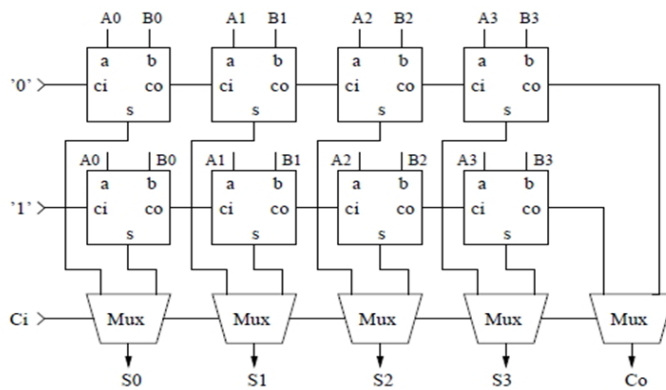 A0 B0 A1 B1 A2 B2 A3 B3
a b a b a b a b
'0' ci co ci co ci co ci co
s s s s
A0 B0 A1 B1 A2 B2 A3 B3
a b a b a b a b
'1' ci co ci co ci co ci co
s s s s
Ci Mux Mux Mux Mux Mux
S0 S1 S2 S3 Co